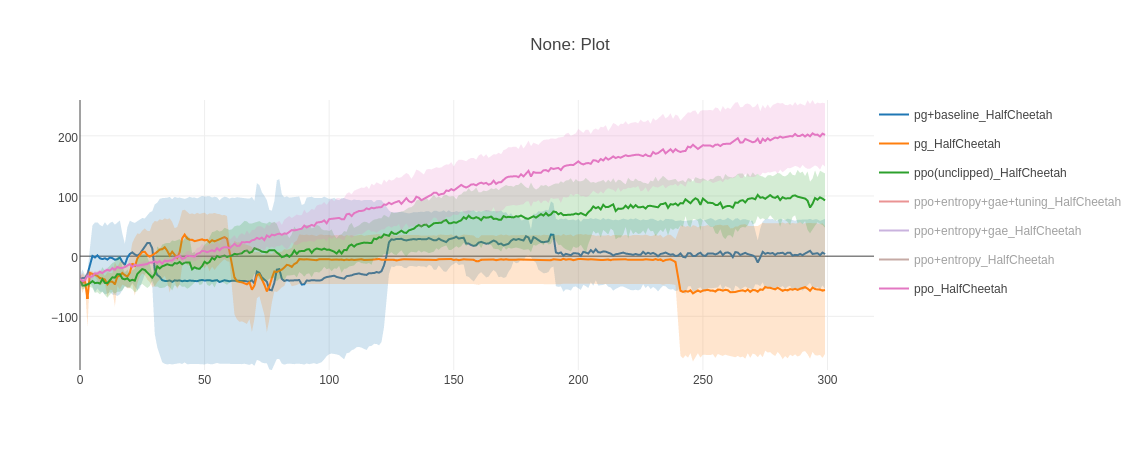 None: Plot
200
100
0
−100
0
50
100
150
200
250
300
pg+baseline_HalfCheetah
pg_HalfCheetah
ppo(unclipped)_HalfCheetah
ppo+entropy+gae+tuning_HalfCheetah
ppo+entropy+gae_HalfCheetah
ppo+entropy_HalfCheetah
ppo_HalfCheetah